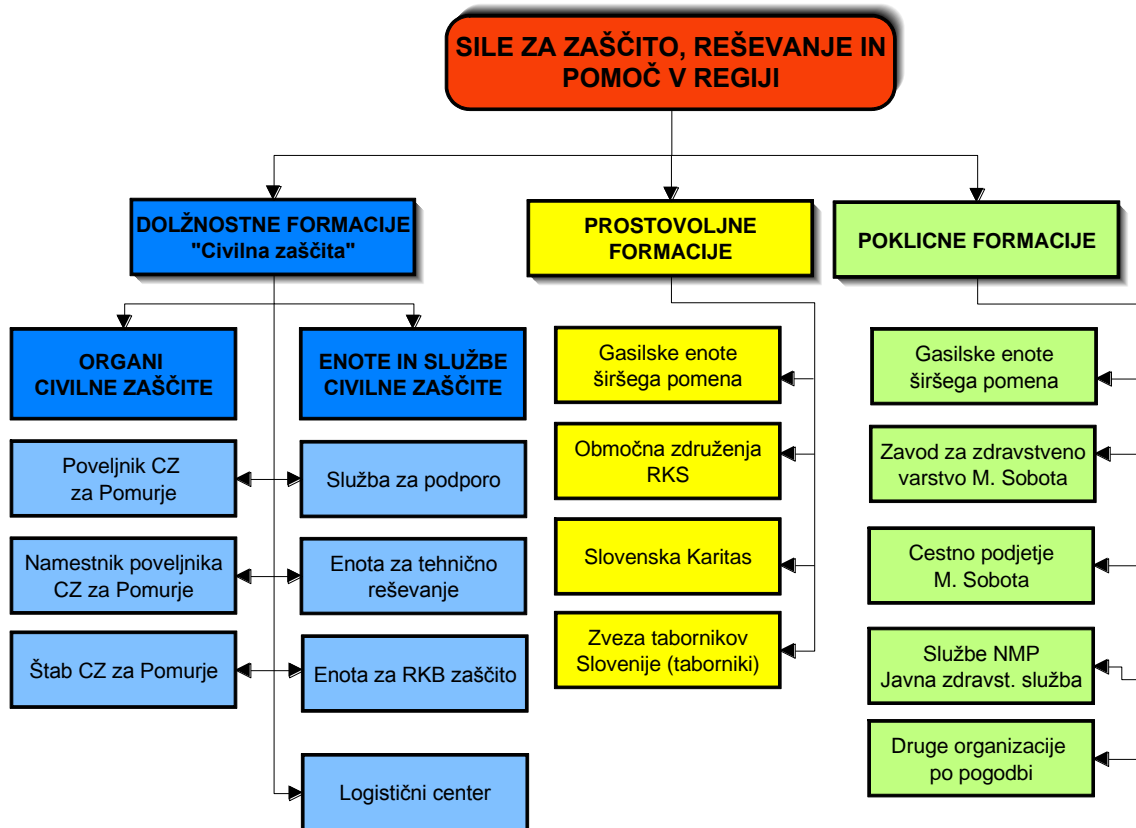 SILE ZA ZAŠČITO, REŠEVANJE IN
POMOČ V REGIJI
DOLŽNOSTNE FORMACIJE
"Civilna zaščita"
PROSTOVOLJNE
FORMACIJE
POKLICNE FORMACIJE
ORGANI
CIVILNE ZAŠČITE
Poveljnik CZ
za Pomurje
Namestnik poveljnika
CZ za Pomurje
Štab CZ za Pomurje
ENOTE IN SLUŽBE
CIVILNE ZAŠČITE
Služba za podporo
Enota za tehnično
reševanje
Enota za RKB zaščito
Logistični center
Gasilske enote
širšega pomena
Območna združenja
RKS
Slovenska Karitas
Zveza tabornikov
Slovenije (taborniki)
Gasilske enote
širšega pomena
Zavod za zdravstveno
varstvo M. Sobota
Cestno podjetje
M. Sobota
Službe NMP
Javna zdravst. služba
Druge organizacije
po pogodbi